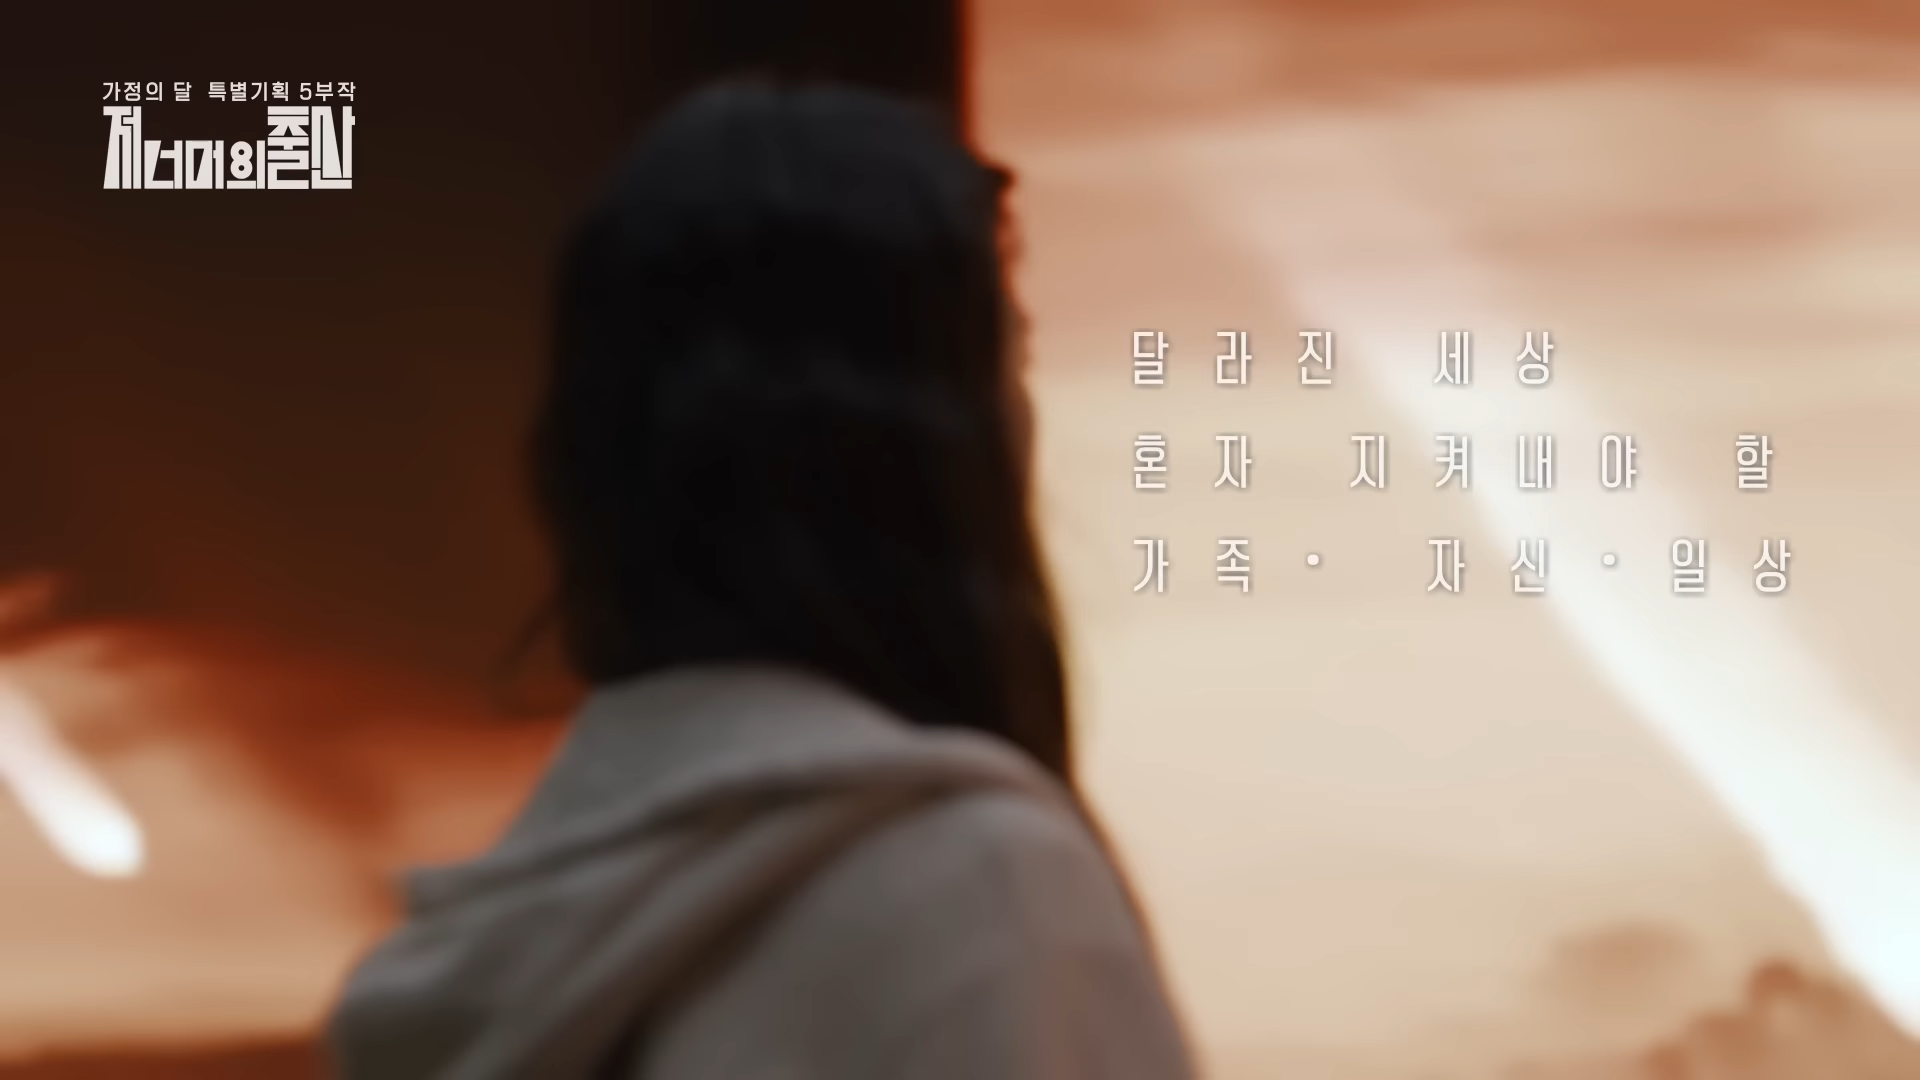 가정의 달 특별기획 5부작
저 너머의 출산
달라진 세상
혼자 지켜내야 할
가족· 자신·일상